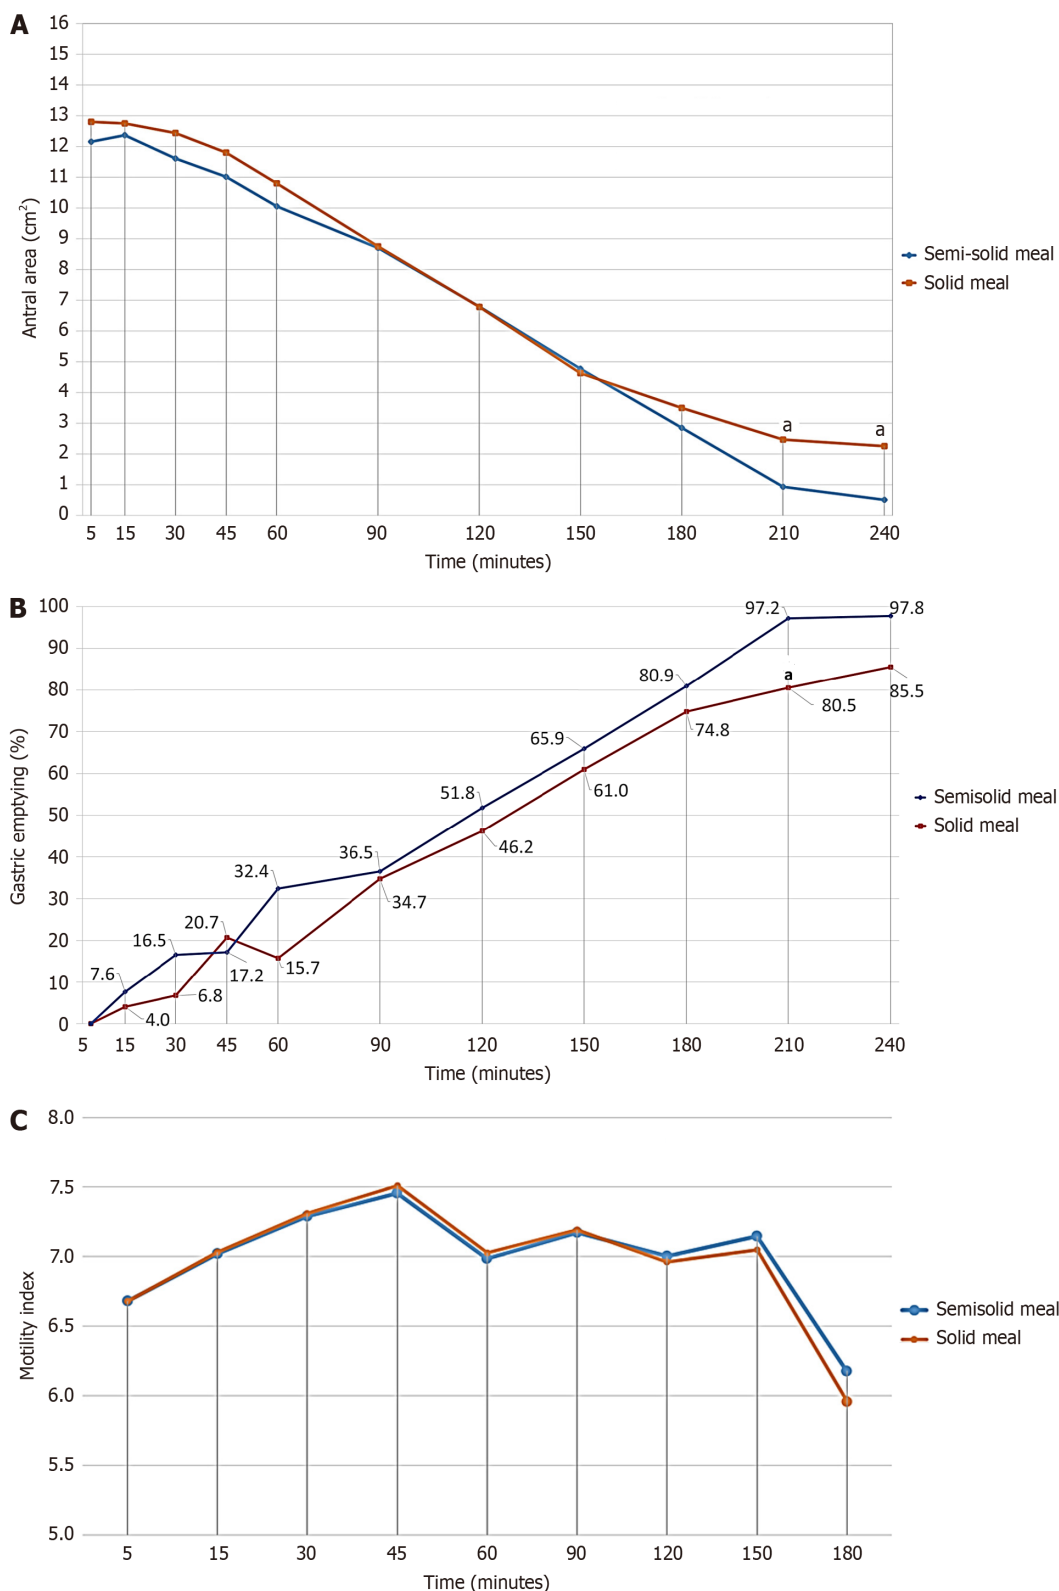 A
16
15
14
13
12
11
10
9
8
7
6
5
4
3
2
1
0
Antral area (cm²)
a
a
5 15 30 45 60 90 120 150 180 210 240
Time (minutes)
Semi-solid meal
Solid meal
B
100
90
80
70
60
50
40
30
20
10
0
Gastric emptying (%)
7.6
16.5
20.7
32.4
36.5
51.8
65.9
80.9
97.2
97.8
4.0
6.8
17.2
15.7
34.7
46.2
61.0
74.8
a
80.5
85.5
5 15 30 45 60 90 120 150 180 210 240
Time (minutes)
Semisolid meal
Solid meal
C
8.0
7.5
7.0
6.5
6.0
5.5
5.0
Motility index
5 15 30 45 60 90 120 150 180
Time (minutes)
Semisolid meal
Solid meal